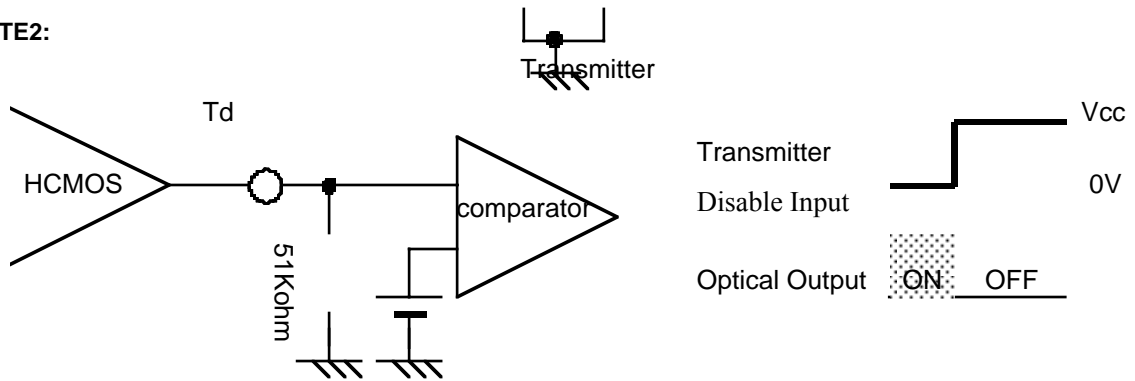 TE2:
Transmitter
Td
HCMOS
comparator
51Kohm
Vcc
Transmitter
0V
Disable Input
Optical Output ON OFF